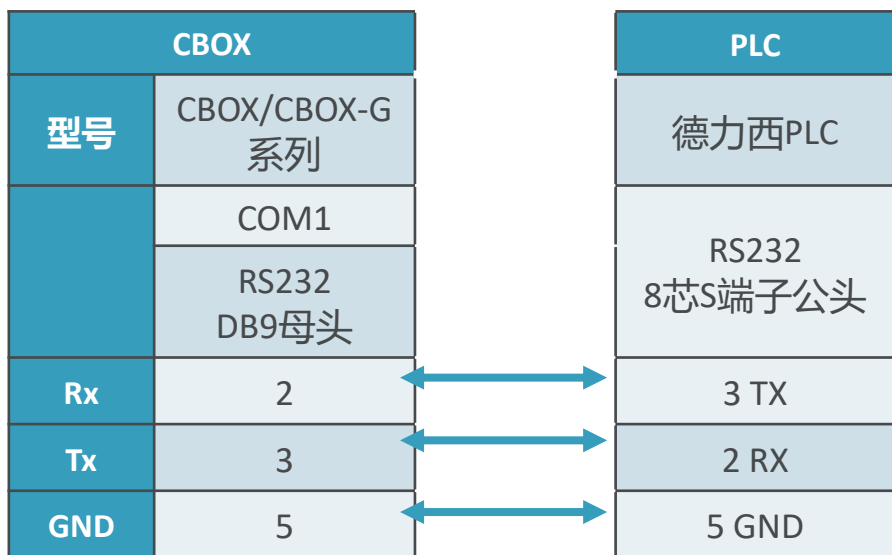 CBOX
PLC
型号
CBOX/CBOX-G
系列
德力西PLC
COM1
RS232
DB9母头
RS232
8芯S端子公头
Rx
2
3 TX
Tx
3
2 RX
GND
5
5 GND